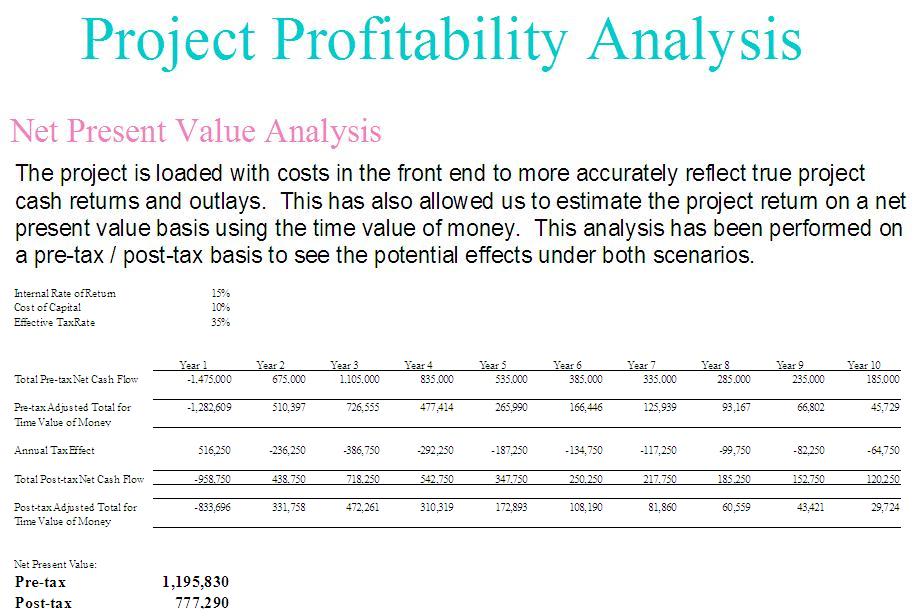 Project Profitability Analysis
Net Present Value Analysis
The project is loaded with costs in the front end to more accurately reflect true project
cash returns and outlays. This has also allowed us to estimate the project return on a net
present value basis using the time value of money. This analysis has been performed on
a pre-tax / post-tax basis to see the potential effects under both scenarios.
Internal Rate of Return 15%
Cost of Capital 10%
Effective Tax Rate 35%
Year 1 Year 2 Year 3 Year 4 Year 5 Year 6 Year 7 Year 8 Year 9 Year 10
Total Pre-tax Net Cash Flow -1,475,000 675,000 1,105,000 835,000 535,000 385,000 335,000 285,000 235,000 185,000
Pre-tax Adjusted Total for -1,282,609 510,397 726,555 477,414 265,990 166,446 125,939 93,167 66,802 45,729
Time Value of Money
Annual Tax Effect 516,250 -236,250 -386,750 -292,250 -187,250 -134,750 -117,250 -99,750 -82,250 -64,750
Total Post-tax Net Cash Flow -958,750 438,750 718,250 542,750 347,750 250,250 217,750 185,250 152,750 120,250
Post-tax Adjusted Total for -833,696 331,758 472,261 310,319 172,893 108,190 81,860 60,559 43,421 29,724
Time Value of Money
Net Present Value:
Pre-tax 1,195,830
Post-tax 777,290